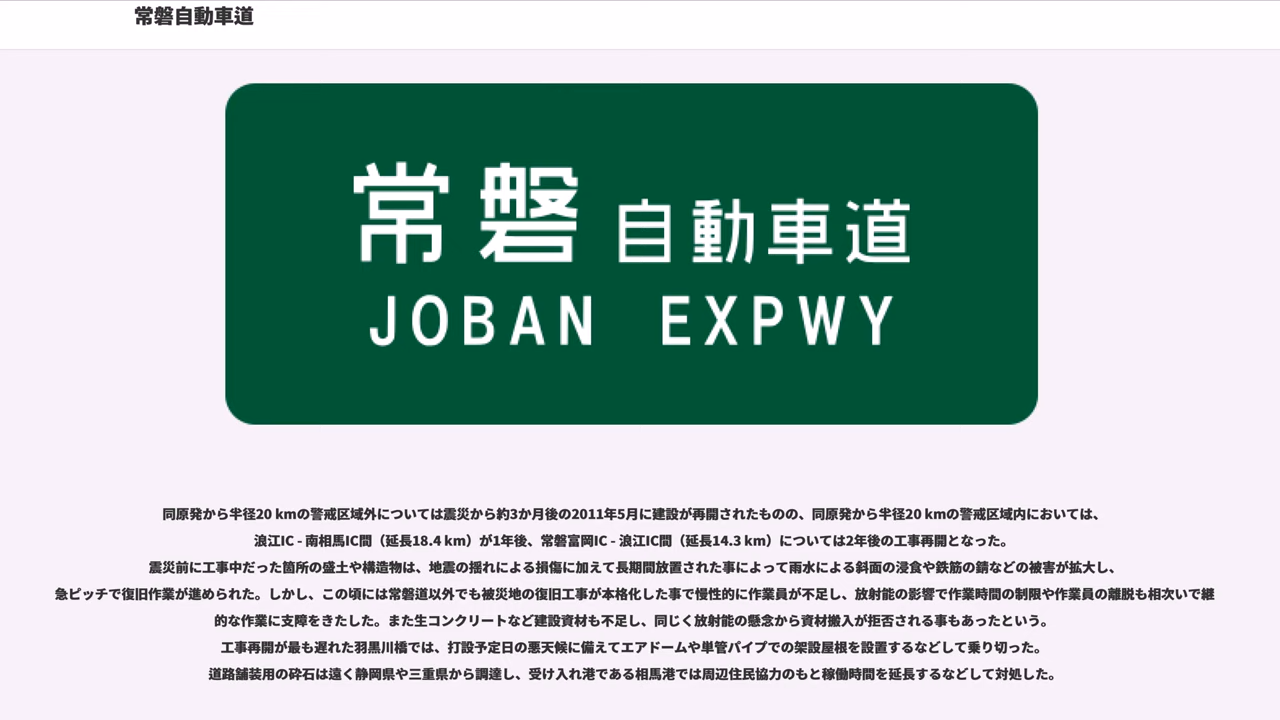 常磐自動車道
常磐自動車道
JOBAN EXPWY
同原発から半径20 kmの警戒区域外については震災から約3か月後の2011年5月に建設が再開されたものの、同原発から半径20 kmの警戒区域内においては、
浪江IC - 南相馬IC間（延長18.4 km）が1年後、常磐富岡IC - 浪江IC間（延長14.3 km）については2年後の工事再開となった。
震災前に工事中だった箇所の盛土や構造物は、地震の揺れによる損傷に加えて長期間放置された事によって雨水による斜面の浸食や鉄筋の錆などの被害が拡大し、
急ピッチで復旧作業が進められた。しかし、この頃には常磐道以外でも被災地の復旧工事が本格化した事で慢性的に作業員が不足し、放射能の影響で作業時間の制限や作業員の離脱も相次いで継
的な作業に支障をきたした。また生コンクリートなど建設資材も不足し、同じく放射能の懸念から資材搬入が拒否される事もあったという。
工事再開が最も遅れた羽黒川橋では、打設予定日の悪天候に備えてエアドームや単管パイプでの架設屋根を設置するなどして乗り切った。
道路舗装用の砕石は遠く静岡県や三重県から調達し、受け入れ港である相馬港では周辺住民協力のもと稼働時間を延長するなどして対処した。